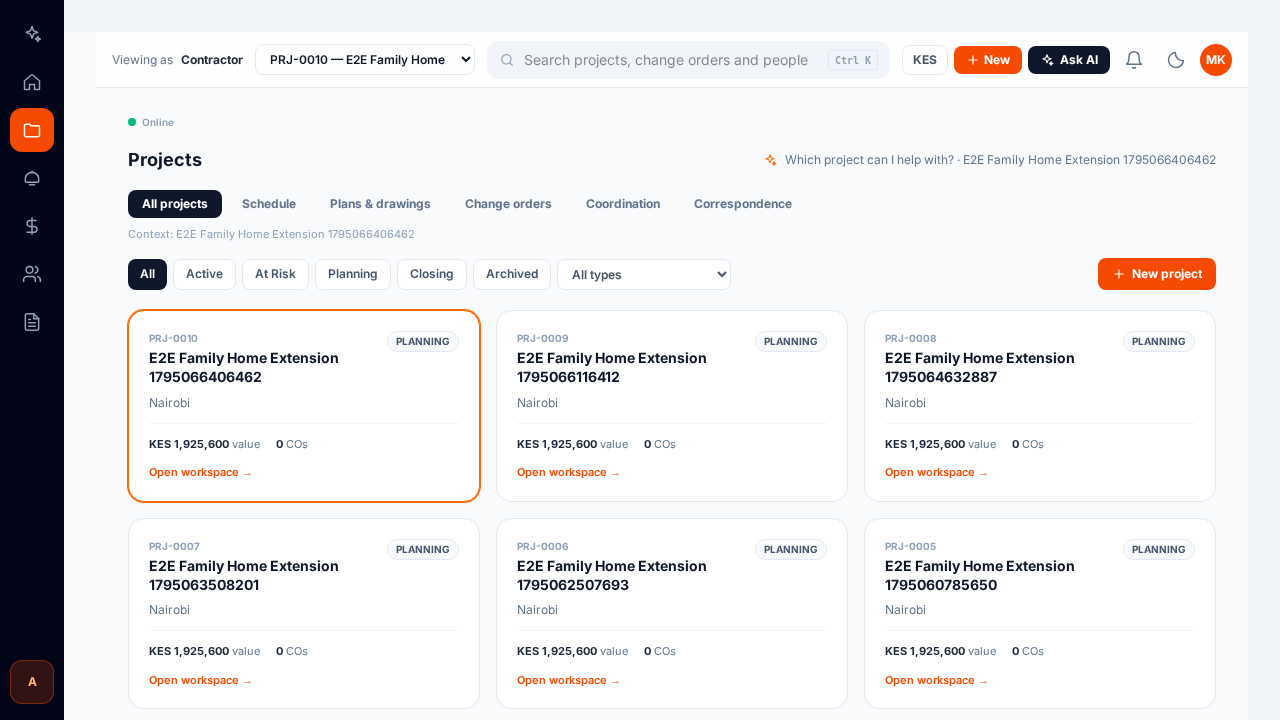 Viewing as Contractor PRJ-0010 — E2E Family Home Search projects, change orders and people Ctrl K KES + New Ask AI MK
Online
Projects
Which project can I help with? · E2E Family Home Extension 1795066406462
All projects Schedule Plans & drawings Change orders Coordination Correspondence
Context: E2E Family Home Extension 1795066406462
All Active At Risk Planning Closing Archived All types + New project
PRJ-0010 PLANNING
E2E Family Home Extension
1795066406462
Nairobi
KES 1,925,600 value 0 COs
Open workspace →
PRJ-0009 PLANNING
E2E Family Home Extension
1795066116412
Nairobi
KES 1,925,600 value 0 COs
Open workspace →
PRJ-0008 PLANNING
E2E Family Home Extension
1795064632887
Nairobi
KES 1,925,600 value 0 COs
Open workspace →
PRJ-0007 PLANNING
E2E Family Home Extension
1795063508201
Nairobi
KES 1,925,600 value 0 COs
Open workspace →
PRJ-0006 PLANNING
E2E Family Home Extension
1795062507693
Nairobi
KES 1,925,600 value 0 COs
Open workspace →
PRJ-0005 PLANNING
E2E Family Home Extension
1795060785650
Nairobi
KES 1,925,600 value 0 COs
Open workspace →
A